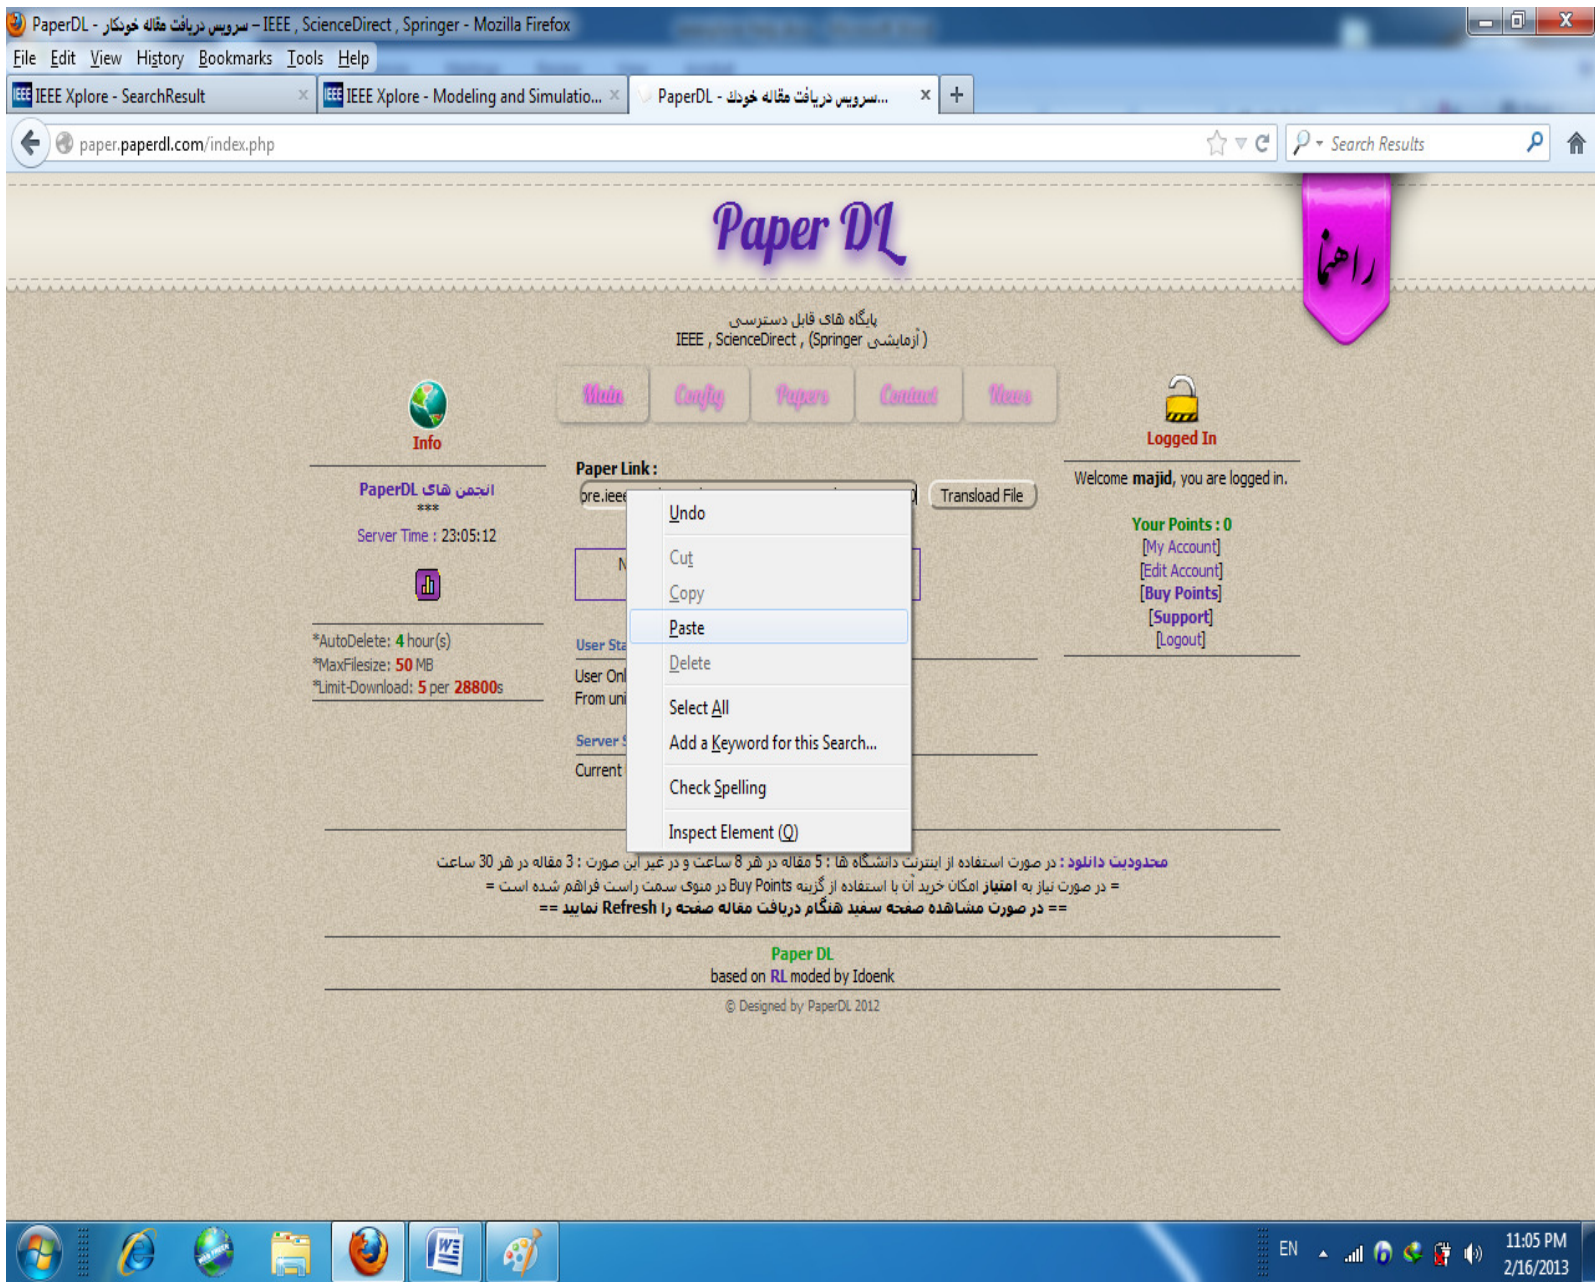 PaperDL - سرویس دریافت مقاله خودکار – IEEE , ScienceDirect , Springer - Mozilla Firefox
File Edit View History Bookmarks Tools Help
IEEE Xplore - SearchResult
IEEE Xplore - Modeling and Simulatio...
PaperDL - سرویس دریافت مقاله خودك...
paper.paperdl.com/index.php
Search Results
Paper DL
راهنما
پایگاه های قابل دسترسی
IEEE , ScienceDirect , (Springer آزمایشی )
Main Config Papers Contact News
Info
انجمن های PaperDL
***
Server Time : 23:05:12
*AutoDelete: 4 hour(s)
*MaxFilesize: 50 MB
*Limit-Download: 5 per 28800s
Paper Link :
Transload File
User Sta
User Onl
From uni
Server S
Current
Undo
Cut
Copy
Paste
Delete
Select All
Add a Keyword for this Search...
Check Spelling
Inspect Element (Q)
Logged In
Welcome majid, you are logged in.
Your Points : 0
[My Account]
[Edit Account]
[Buy Points]
[Support]
[Logout]
محدودیت دانلود : در صورت استفاده از اینترنت دانشگاه ها : 5 مقاله در هر 8 ساعت و در غیر این صورت : 3 مقاله در هر 30 ساعت
= در صورت نیاز به امتیاز امکان خرید آن با استفاده از گزینه Buy Points در منوی سمت راست فراهم شده است =
== در صورت مشاهده صفحه سفید هنگام دریافت مقاله صفحه را Refresh نمایید ==
Paper DL
based on RL moded by Idoenk
© Designed by PaperDL 2012
EN
11:05 PM
2/16/2013